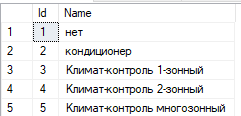 Id Name
1 1 нет
2 2 кондиционер
3 3 Климат-контроль 1-зонный
4 4 Климат-контроль 2-зонный
5 5 Климат-контроль многозонный